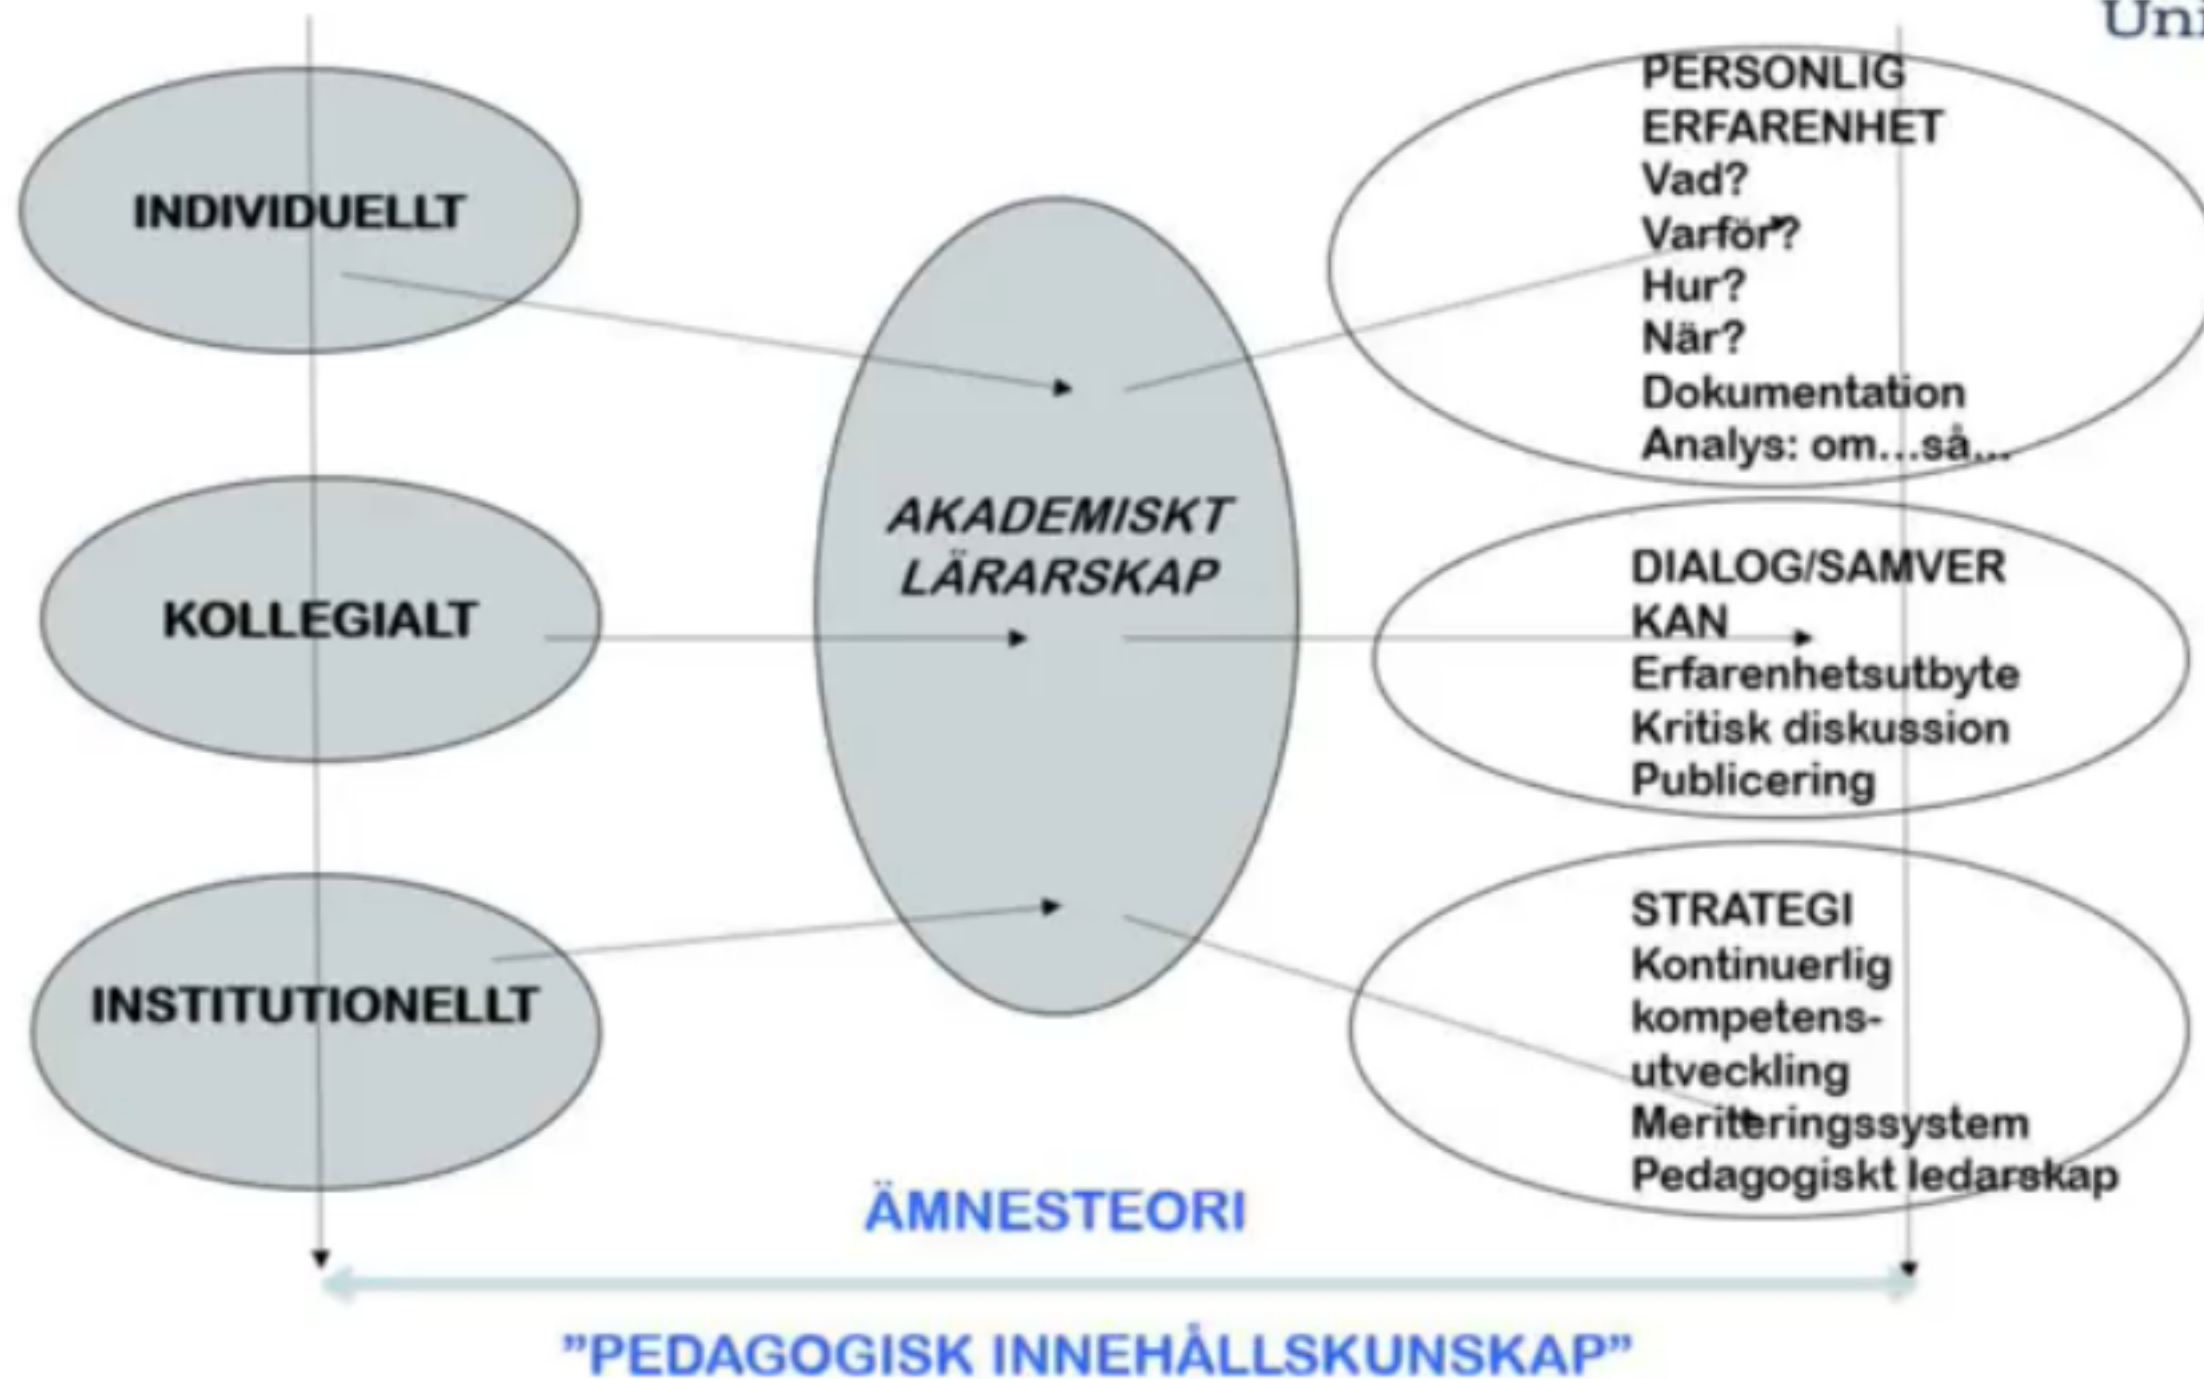 Uni
INDIVIDUELLT
KOLLEGIALT
INSTITUTIONELLT
AKADEMISKT
LÄRARSKAP
PERSONLIG
ERFARENHET
Vad?
Varför?
Hur?
När?
Dokumentation
Analys: om...så...
DIALOG/SAMVER
KAN
Erfarenhetsutbyte
Kritisk diskussion
Publicering
STRATEGI
Kontinuerlig
kompetens-
utveckling
Meriteringssystem
Pedagogiskt ledarskap
ÄMNESTEORI
”PEDAGOGISK INNEHÅLLSKUNSKAP”